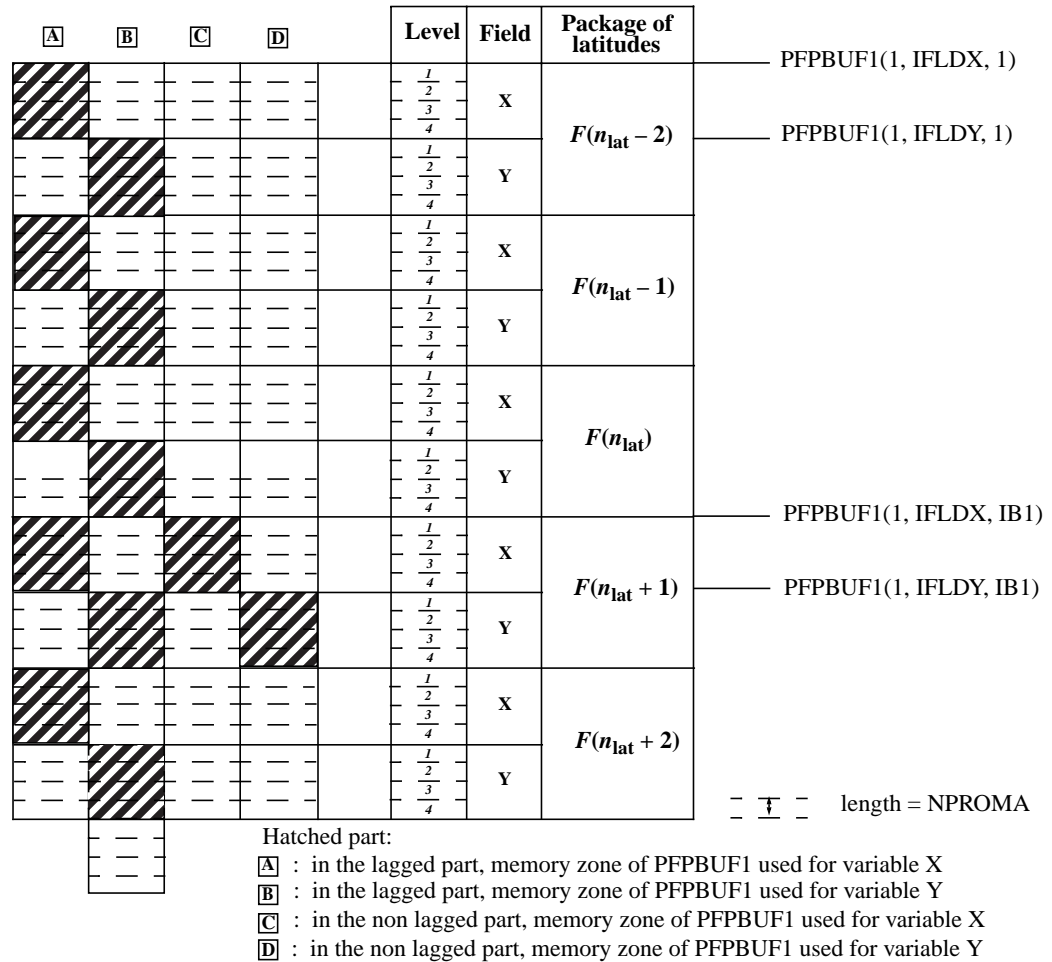 A B C D Level Field Package of latitudes
PFPBUF1(1, IFLDX, 1)
1
2
3
4
X
F(n_lat – 2)
PFPBUF1(1, IFLDY, 1)
1
2
3
4
Y
1
2
3
4
X
F(n_lat – 1)
1
2
3
4
Y
1
2
3
4
X
F(n_lat)
1
2
3
4
Y
PFPBUF1(1, IFLDX, IB1)
1
2
3
4
X
F(n_lat + 1)
PFPBUF1(1, IFLDY, IB1)
1
2
3
4
Y
1
2
3
4
X
F(n_lat + 2)
1
2
3
4
Y
length = NPROMA
Hatched part:
A : in the lagged part, memory zone of PFPBUF1 used for variable X
B : in the lagged part, memory zone of PFPBUF1 used for variable Y
C : in the non lagged part, memory zone of PFPBUF1 used for variable X
D : in the non lagged part, memory zone of PFPBUF1 used for variable Y